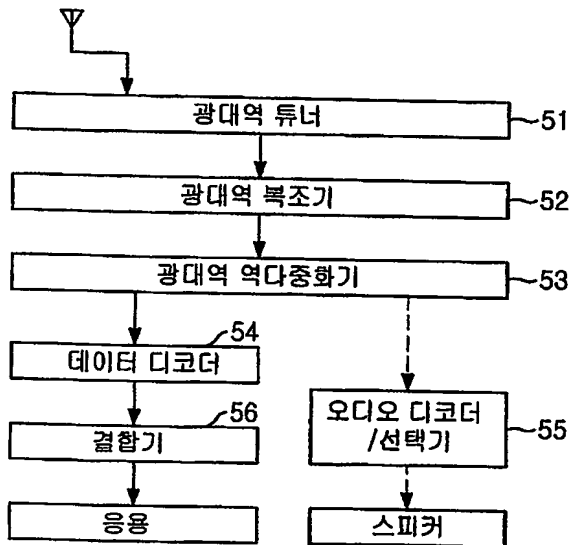 광대역 튜너
51
광대역 복조기
52
광대역 역다중화기
53
54
데이터 디코더
56
결합기
오디오 디코더
/선택기
55
응용
스피커